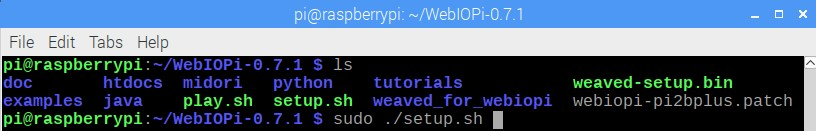 pi@raspberrypi: ~/WebIOPi-0.7.1
File Edit Tabs Help
pi@raspberrypi:~/WebIOPi-0.7.1 $ ls
doc htdocs midori python tutorials weaved-setup.bin
examples java play.sh setup.sh weaved_for_webiopi webiopi-pi2bplus.patch
pi@raspberrypi:~/WebIOPi-0.7.1 $ sudo ./setup.sh